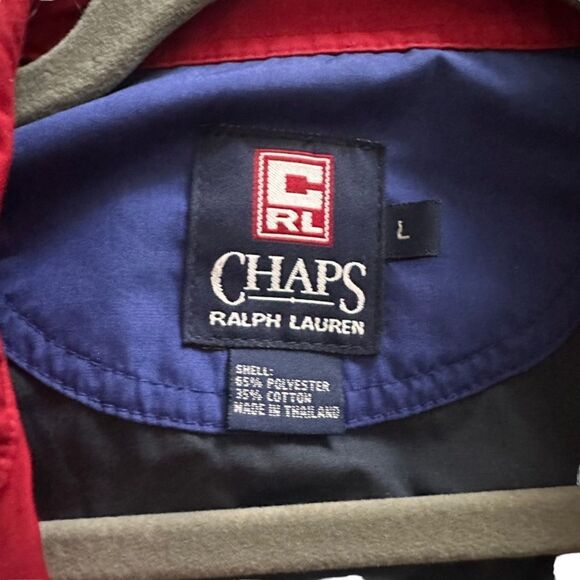 C
RL
CHAPS
RALPH LAUREN
L
SHELL:
65% POLYESTER
35% COTTON
MADE IN THAILAND